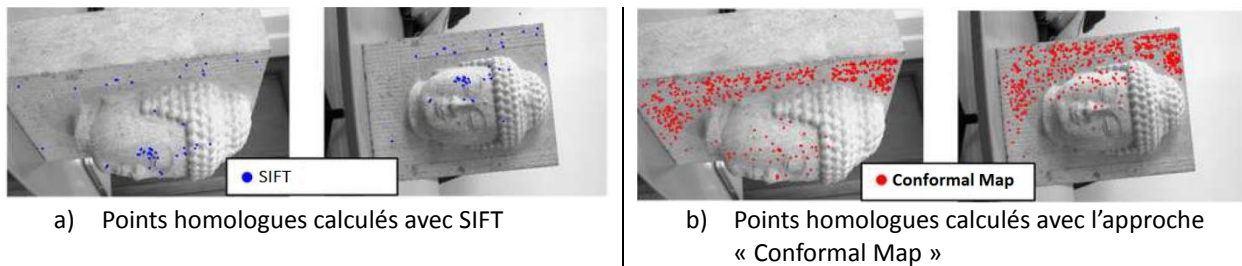 SIFT
a) Points homologues calculés avec SIFT
Conformal Map
b) Points homologues calculés avec l’approche
« Conformal Map »